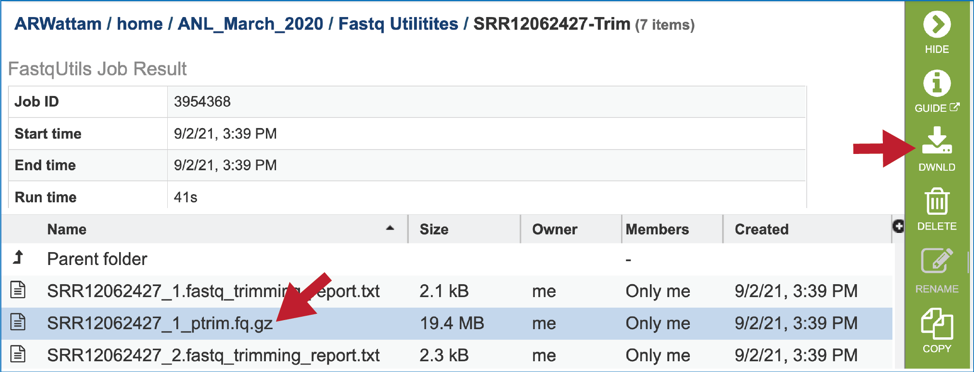 ARWattam / home / ANL_March_2020 / Fastq Utilitites / SRR12062427-Trim (7 items)
FastqUtils Job Result
Job ID 3954368
Start time 9/2/21, 3:39 PM
End time 9/2/21, 3:39 PM
Run time 41s
Name Size Owner Members Created
Parent folder -
SRR12062427_1.fastq_trimming_report.txt 2.1 kB me Only me 9/2/21, 3:39 PM
SRR12062427_1_ptrim.fq.gz 19.4 MB me Only me 9/2/21, 3:39 PM
SRR12062427_2.fastq_trimming_report.txt 2.3 kB me Only me 9/2/21, 3:39 PM
HIDE
GUIDE
DWNLD
DELETE
RENAME
COPY